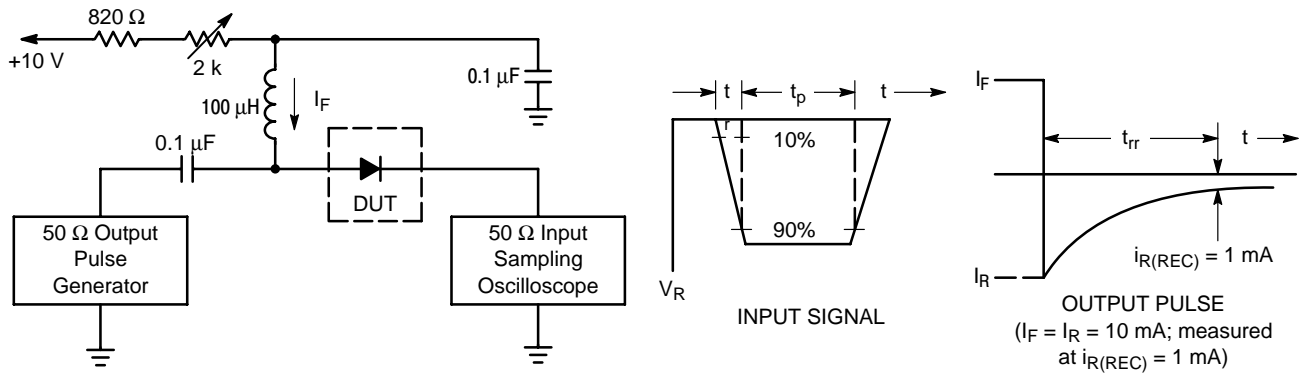 820 Ω
+10 V
2 k
100 μH
I_F
0.1 μF
0.1 μF
DUT
50 Ω Output
Pulse
Generator
50 Ω Input
Sampling
Oscilloscope
t
r
t_p
t
10%
90%
V_R
INPUT SIGNAL
I_F
t_rr
t
I_R
i_R(REC) = 1 mA
OUTPUT PULSE
(I_F = I_R = 10 mA; measured
at i_R(REC) = 1 mA)